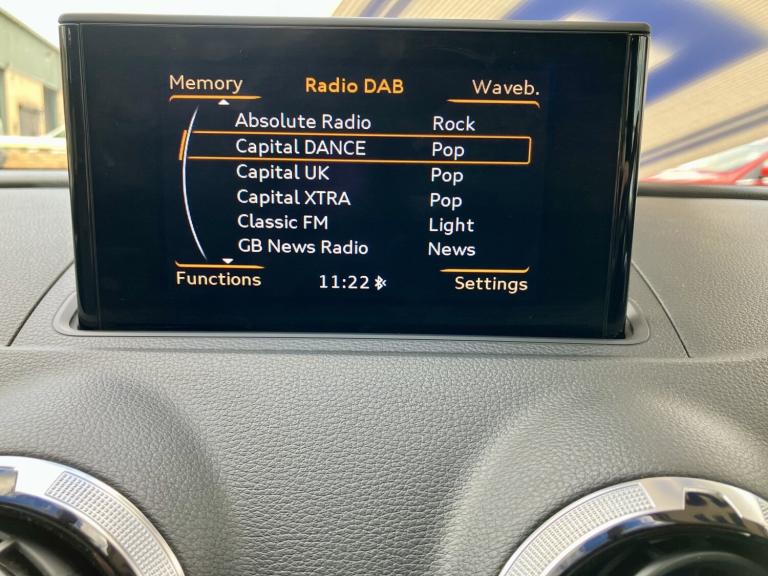 Memory Radio DAB Waveb.
Absolute Radio Rock
Capital DANCE Pop
Capital UK Pop
Capital XTRA Pop
Classic FM Light
GB News Radio News
Functions 11:22 Settings